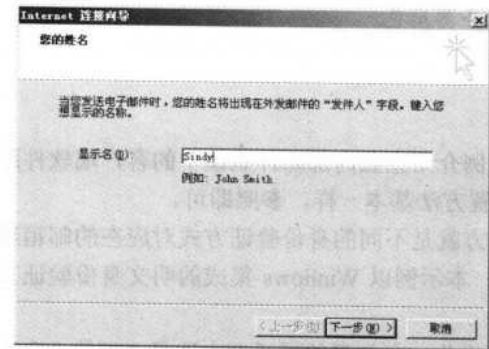 Internet 连接向导
您的姓名
当您发送电子邮件时，您的姓名将出现在外发邮件的“发件人”字段。键入您
想显示的名称。
显示名(D):
Sindy
例如: John Smith
<上一步(B)
下一步(N) >
取消